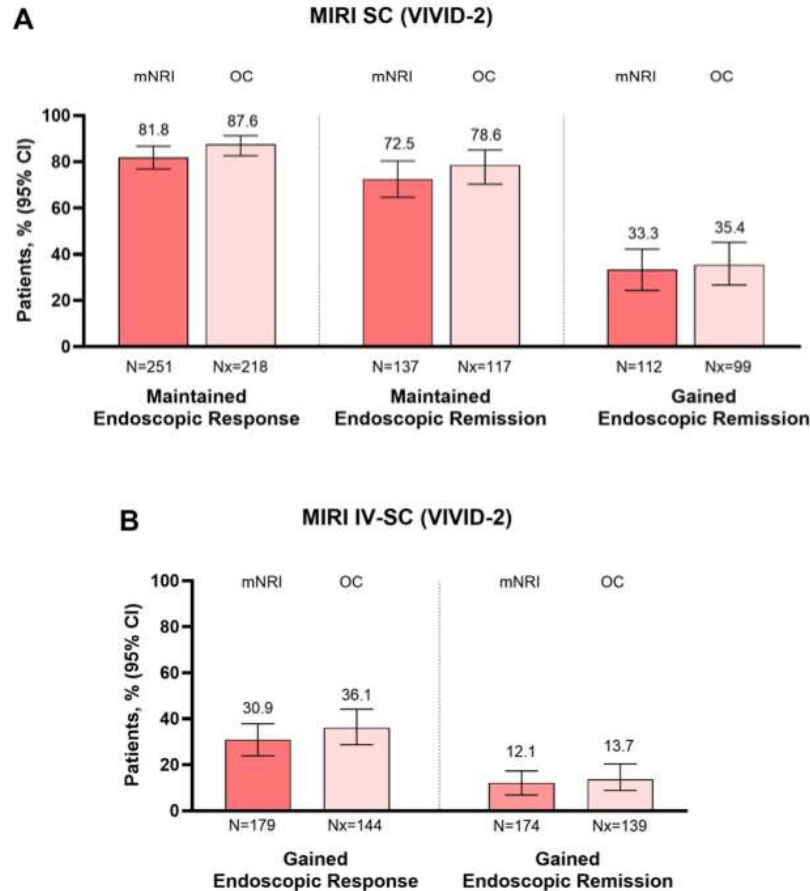 A
MIRI SC (VIVID-2)
mNRI OC mNRI OC mNRI OC
Patients, % (95% CI)
100
80
60
40
20
0
81.8 87.6 72.5 78.6 33.3 35.4
N=251 Nx=218 N=137 Nx=117 N=112 Nx=99
Maintained Maintained Gained
Endoscopic Response Endoscopic Remission Endoscopic Remission
B
MIRI IV-SC (VIVID-2)
mNRI OC mNRI OC
Patients, % (95% CI)
100
80
60
40
20
0
30.9 36.1 12.1 13.7
N=179 Nx=144 N=174 Nx=139
Gained Gained
Endoscopic Response Endoscopic Remission